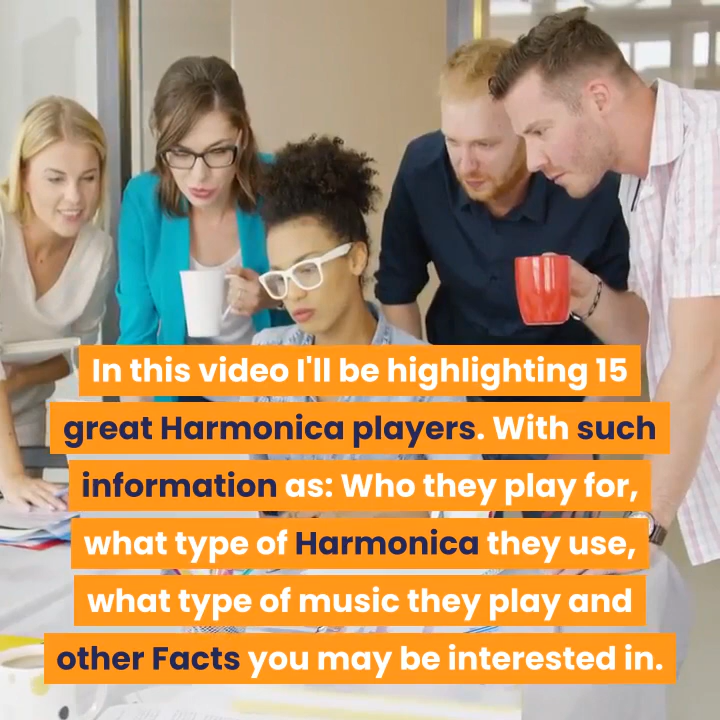 In this video I'll be highlighting 15
great Harmonica players. With such
information as: Who they play for,
what type of Harmonica they use,
what type of music they play and
other Facts you may be interested in.